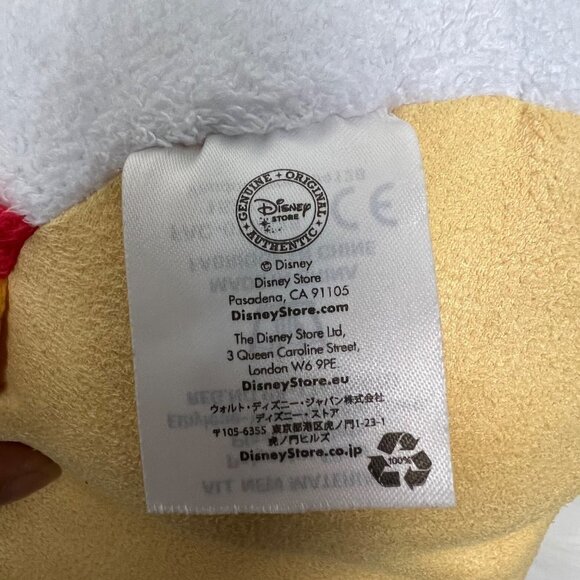 GENUINE • ORIGINAL
Disney
STORE
AUTHENTIC
© Disney
Disney Store
Pasadena, CA 91105
DisneyStore.com
The Disney Store Ltd,
3 Queen Caroline Street,
London W6 9PE
DisneyStore.eu
ウォルト・ディズニー・ジャパン株式会社
ディズニー・ストア
〒105-6355 東京都港区虎ノ門1-23-1
虎ノ門ヒルズ
DisneyStore.co.jp
100%